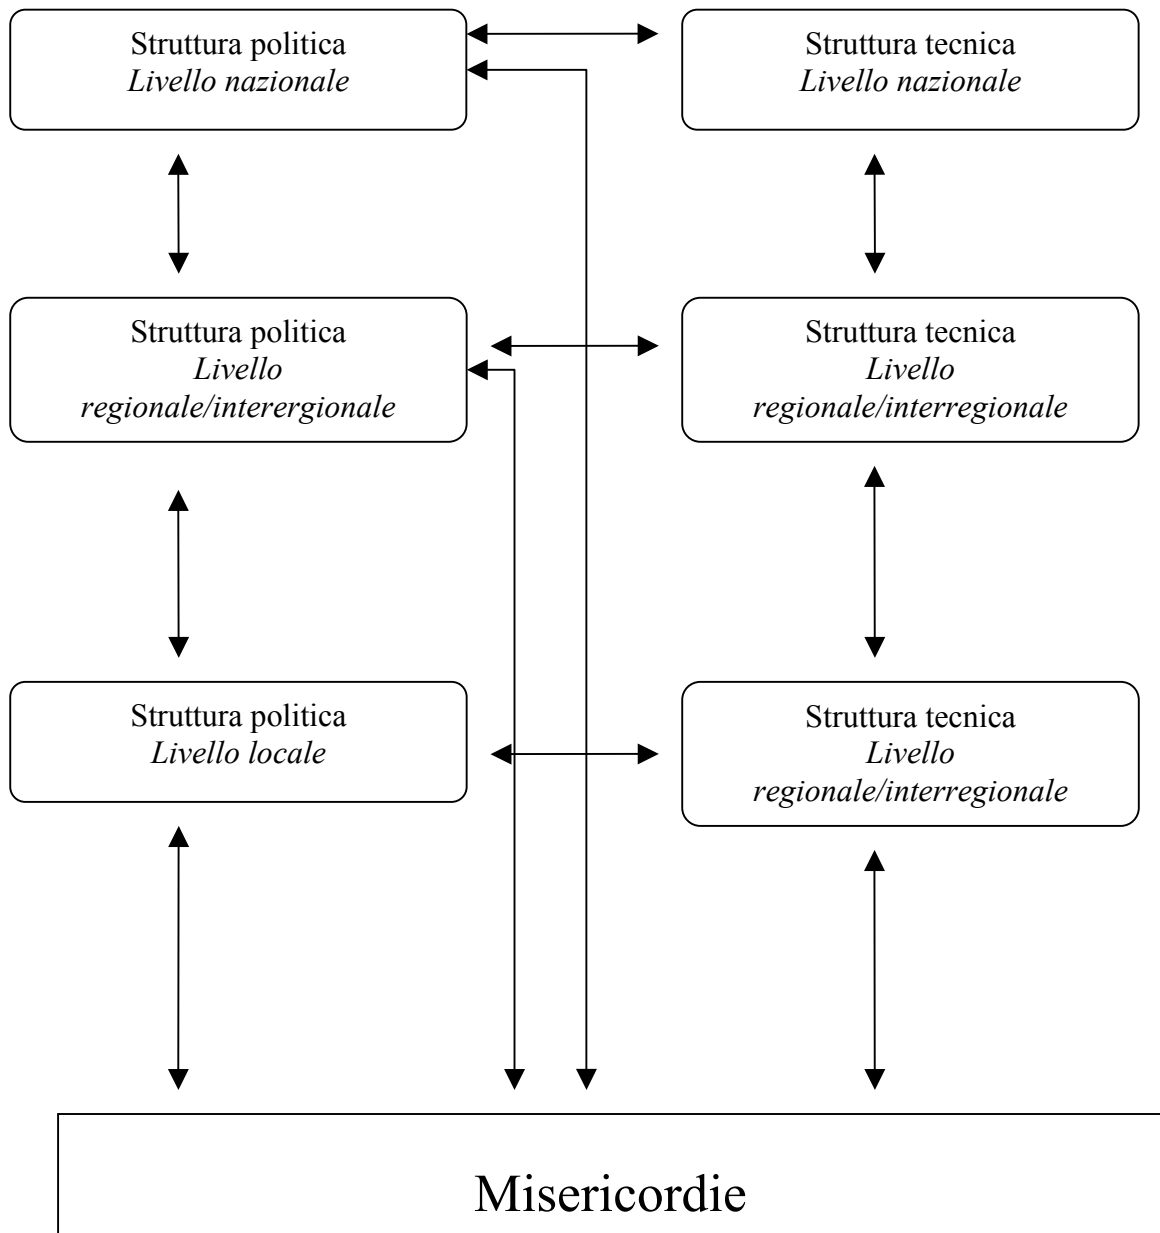 Struttura politica
Livello nazionale
Struttura tecnica
Livello nazionale
Struttura politica
Livello
regionale/interergionale
Struttura tecnica
Livello
regionale/interregionale
Struttura politica
Livello locale
Struttura tecnica
Livello
regionale/interregionale
Misericordie